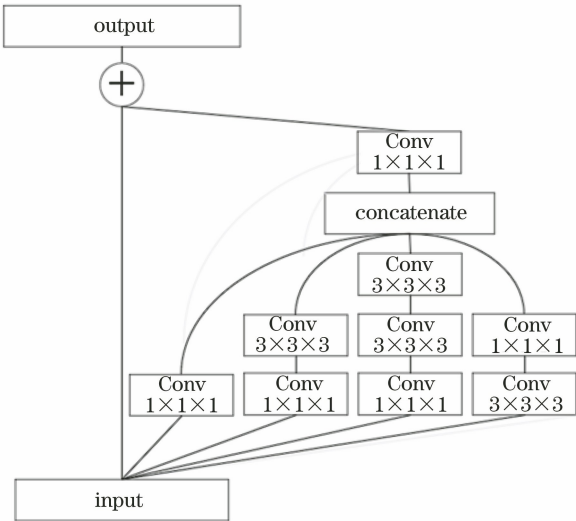 output
+
Conv
1×1×1
concatenate
Conv
3×3×3
Conv
3×3×3
Conv
3×3×3
Conv
1×1×1
Conv
1×1×1
Conv
1×1×1
Conv
1×1×1
Conv
3×3×3
input